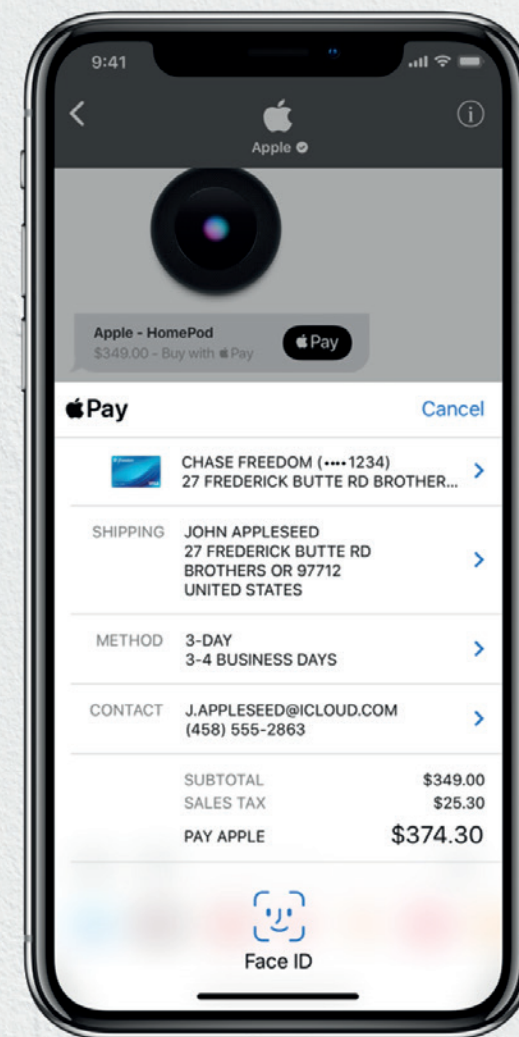 9:41
Apple
Apple - HomePod
$349.00 - Buy with Pay
Pay
Pay
Cancel
CHASE FREEDOM (••••1234)
27 FREDERICK BUTTE RD BROTHER...
SHIPPING
JOHN APPLESEED
27 FREDERICK BUTTE RD
BROTHERS OR 97712
UNITED STATES
METHOD
3-DAY
3-4 BUSINESS DAYS
CONTACT
J.APPLESEED@ICLOUD.COM
(458) 555-2863
SUBTOTAL $349.00
SALES TAX $25.30
PAY APPLE $374.30
Face ID